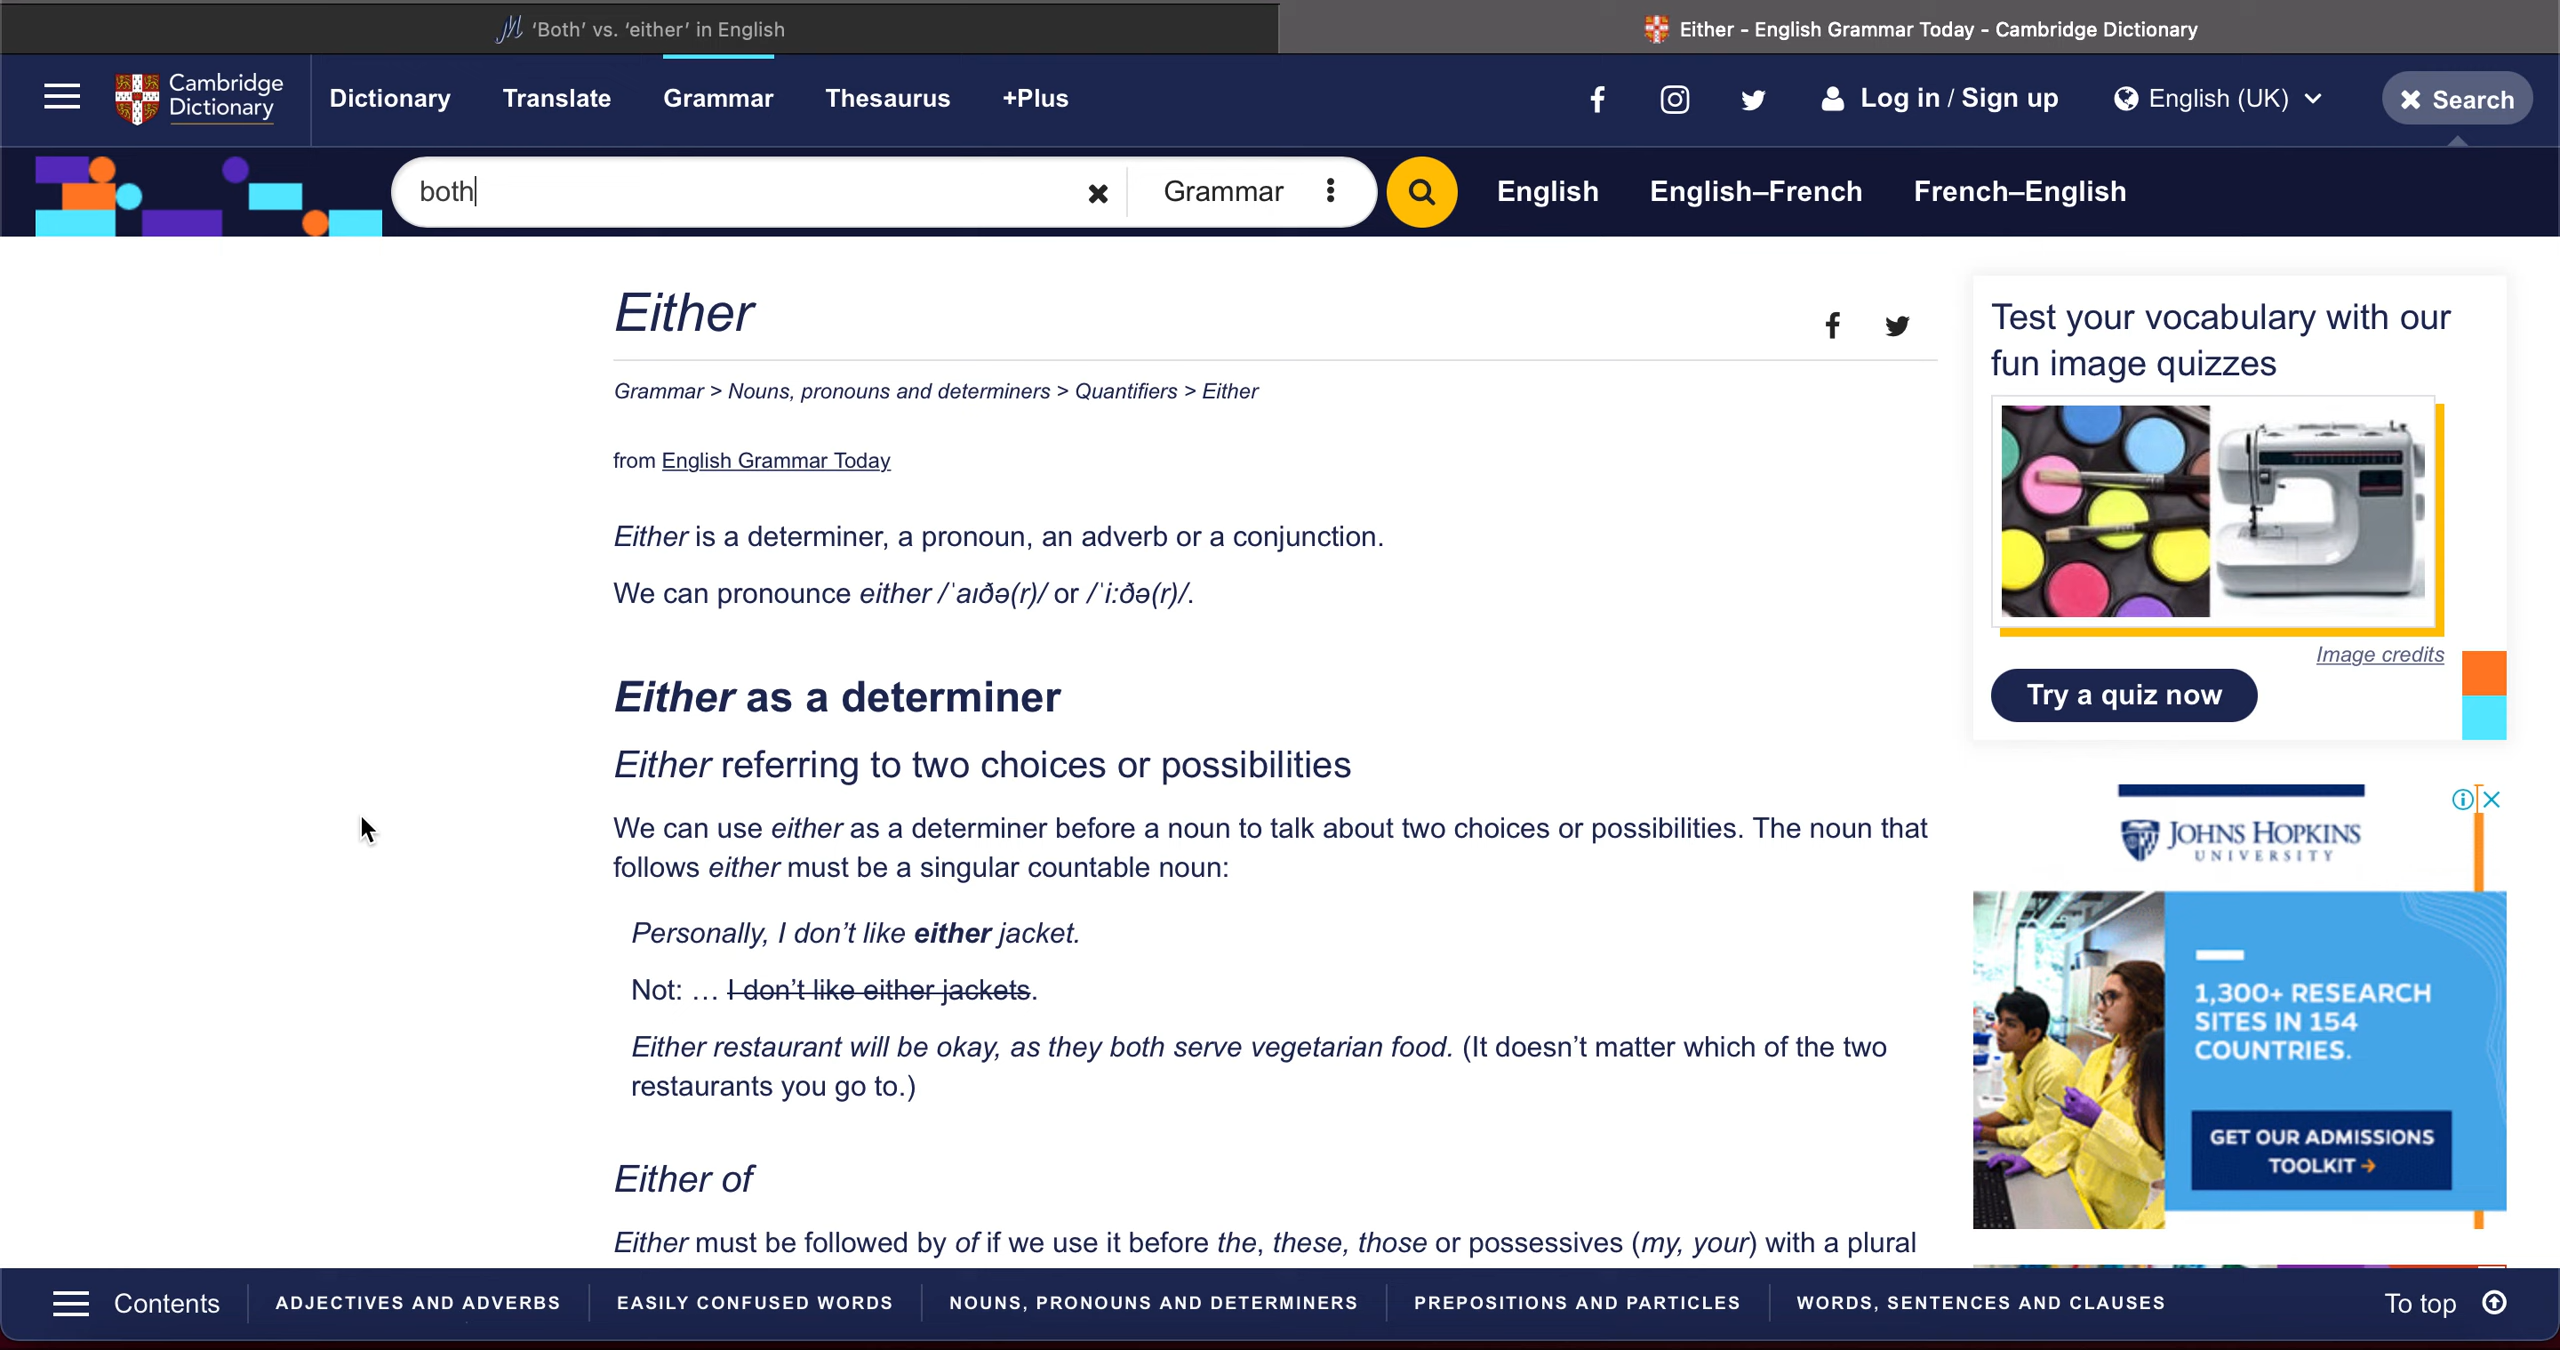 ‘Both’ vs. ‘either’ in English
Either - English Grammar Today - Cambridge Dictionary
Cambridge
Dictionary
Dictionary
Translate
Grammar
Thesaurus
+Plus
Log in / Sign up
English (UK)
Search
both
Grammar
English
English–French
French–English
Either
Grammar > Nouns, pronouns and determiners > Quantifiers > Either
from English Grammar Today
Either is a determiner, a pronoun, an adverb or a conjunction.
We can pronounce either /ˈaɪðə(r)/ or /ˈi:ðə(r)/.
Either as a determiner
Either referring to two choices or possibilities
We can use either as a determiner before a noun to talk about two choices or possibilities. The noun that
follows either must be a singular countable noun:
Personally, I don’t like either jacket.
Not: … I don’t like either jackets.
Either restaurant will be okay, as they both serve vegetarian food. (It doesn’t matter which of the two
restaurants you go to.)
Either of
Either must be followed by of if we use it before the, these, those or possessives (my, your) with a plural
Test your vocabulary with our
fun image quizzes
Image credits
Try a quiz now
JOHNS HOPKINS
UNIVERSITY
1,300+ RESEARCH
SITES IN 154
COUNTRIES.
GET OUR ADMISSIONS
TOOLKIT →
Contents
ADJECTIVES AND ADVERBS
EASILY CONFUSED WORDS
NOUNS, PRONOUNS AND DETERMINERS
PREPOSITIONS AND PARTICLES
WORDS, SENTENCES AND CLAUSES
To top